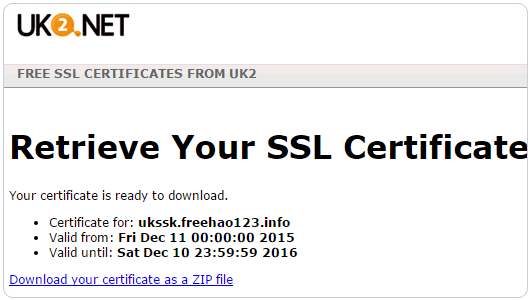 UK2.NET
FREE SSL CERTIFICATES FROM UK2
Retrieve Your SSL Certificate
Your certificate is ready to download.
Certificate for: ukssk.freehao123.info
Valid from: Fri Dec 11 00:00:00 2015
Valid until: Sat Dec 10 23:59:59 2016
Download your certificate as a ZIP file